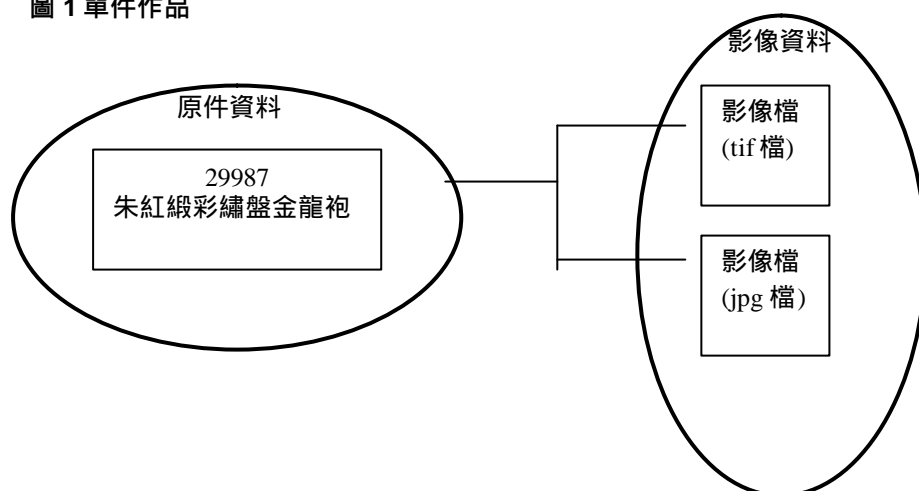 圖 1 單件作品
影像資料
原件資料
29987
朱紅緞彩繡盤金龍袍
影像檔
(tif 檔)
影像檔
(jpg 檔)